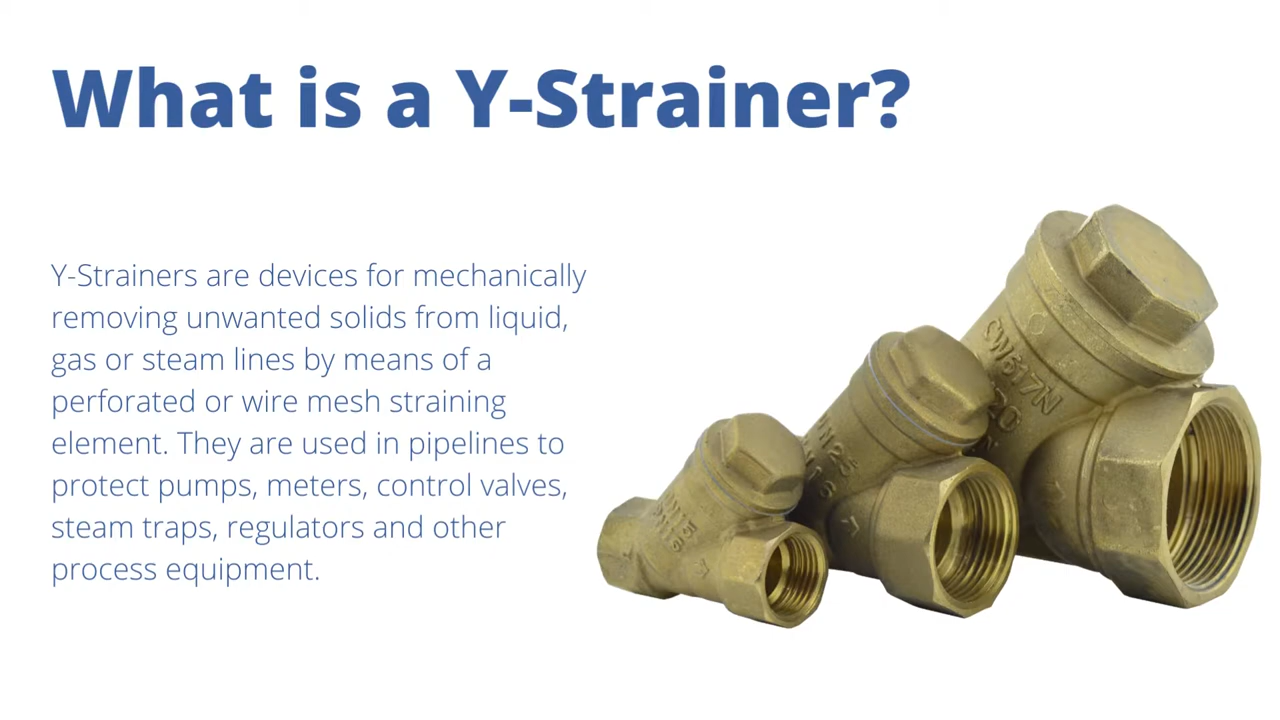 What is a Y-Strainer?
Y-Strainers are devices for mechanically
removing unwanted solids from liquid,
gas or steam lines by means of a
perforated or wire mesh straining
element. They are used in pipelines to
protect pumps, meters, control valves,
steam traps, regulators and other
process equipment.
CW617N